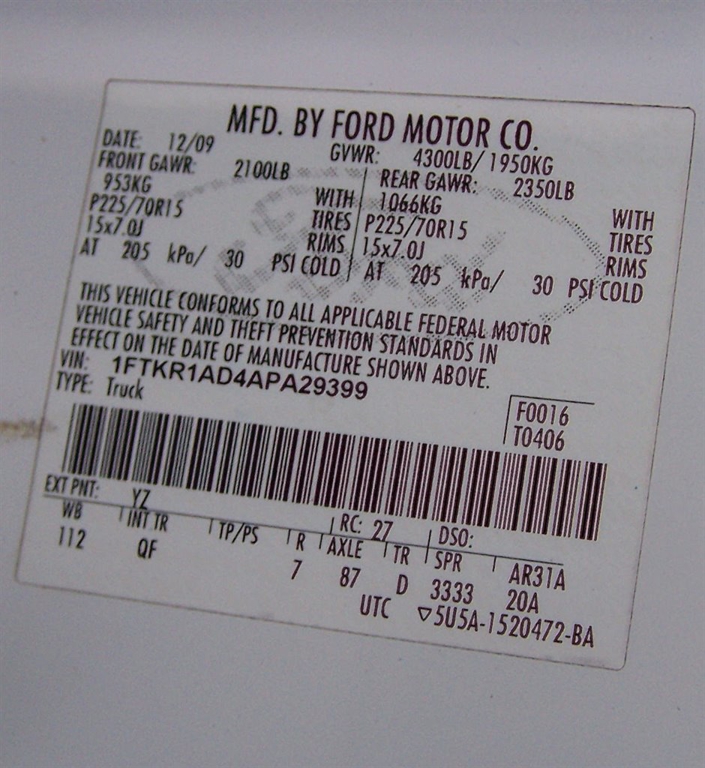 MFD. BY FORD MOTOR CO.
DATE: 12/09 GVWR: 4300LB/ 1950KG
FRONT GAWR: 2100LB REAR GAWR: 2350LB
953KG WITH 1066KG WITH
P225/70R15 TIRES P225/70R15 TIRES
15x7.0J RIMS 15x7.0J RIMS
AT 205 kPa/ 30 PSI COLD AT 205 kPa/ 30 PSI COLD
THIS VEHICLE CONFORMS TO ALL APPLICABLE FEDERAL MOTOR
VEHICLE SAFETY AND THEFT PREVENTION STANDARDS IN
EFFECT ON THE DATE OF MANUFACTURE SHOWN ABOVE.
VIN: 1FTKR1AD4APA29399
TYPE: Truck
F0016
T0406
EXT PNT: YZ RC: 27 DSO:
WB INT TR TP/PS R AXLE TR SPR AR31A
112 QF 7 87 D 3333 20A
UTC ▽5U5A-1520472-BA